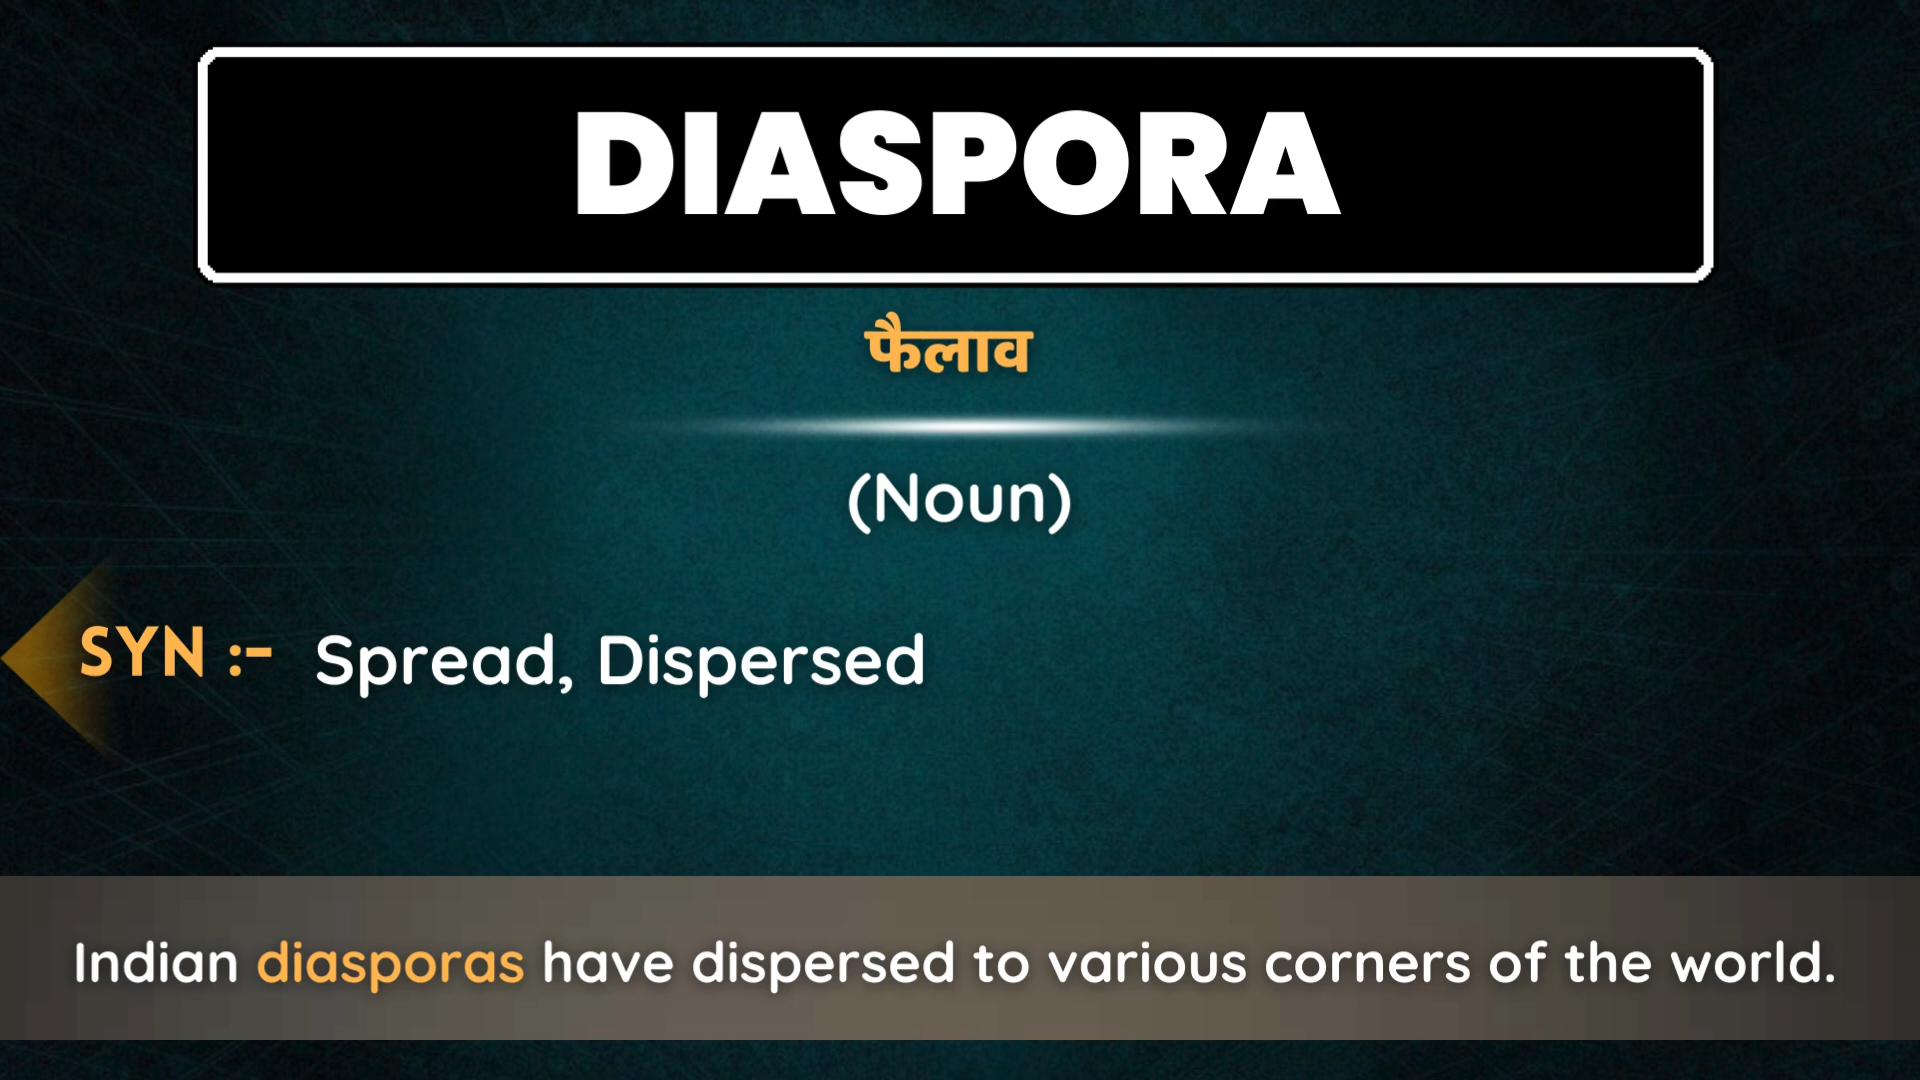 DIASPORA
फैलाव
(Noun)
SYN :- Spread, Dispersed
Indian diasporas have dispersed to various corners of the world.